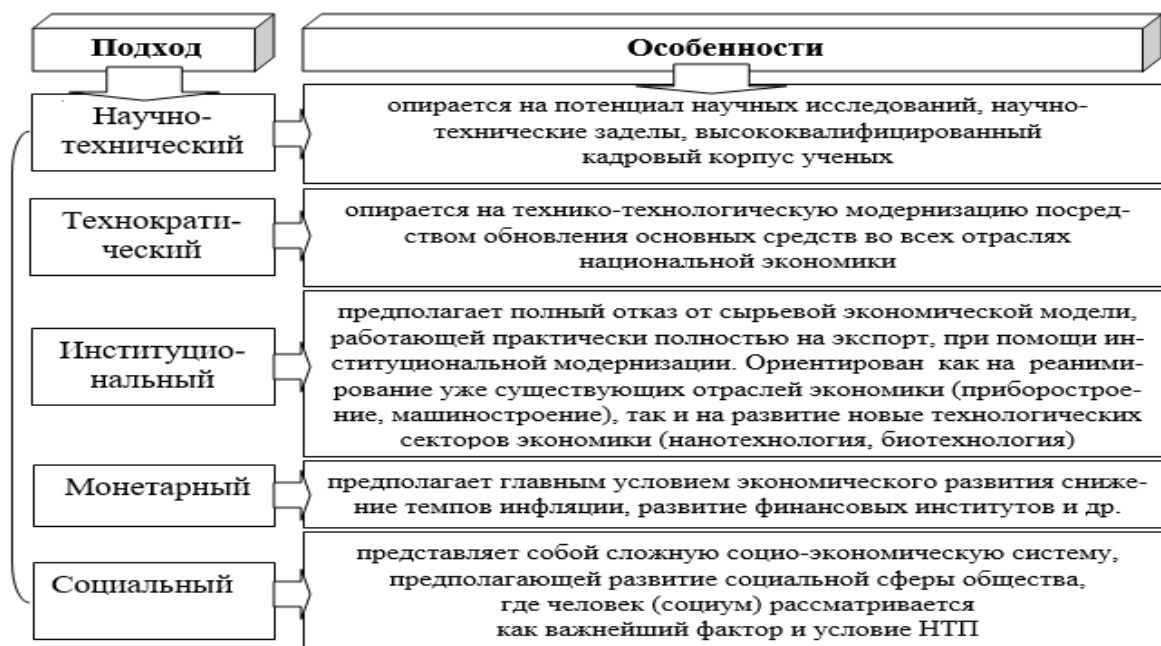 Подход
Особенности
Научно-
технический
опирается на потенциал научных исследований, научно-
технические заделы, высококвалифицированный
кадровый корпус ученых
Технократи-
ческий
опирается на технико-технологическую модернизацию посред-
ством обновления основных средств во всех отраслях
национальной экономики
Институцио-
нальный
предполагает полный отказ от сырьевой экономической модели,
работающей практически полностью на экспорт, при помощи ин-
ституциональной модернизации. Ориентирован как на реаними-
рование уже существующих отраслей экономики (приборострое-
ние, машиностроение), так и на развитие новые технологических
секторов экономики (нанотехнология, биотехнология)
Монетарный
предполагает главным условием экономического развития сниже-
ние темпов инфляции, развитие финансовых институтов и др.
Социальный
представляет собой сложную социо-экономическую систему,
предполагающей развитие социальной сферы общества,
где человек (социум) рассматривается
как важнейший фактор и условие НТП